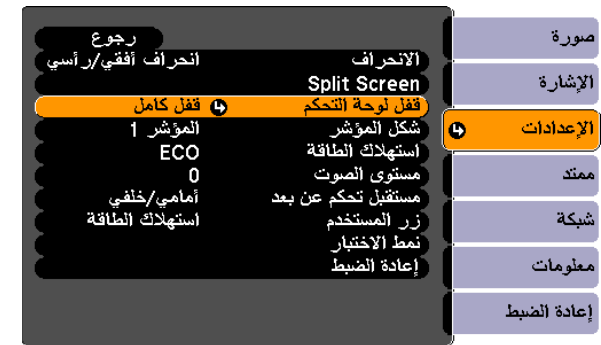 صورة
الإشارة
الإعدادات
ممتد
شبكة
معلومات
إعادة الضبط
رجوع
الانحراف انحراف أفقي/رأسي
Split Screen
قفل لوحة التحكم قفل كامل
شكل المؤشر المؤشر 1
استهلاك الطاقة ECO
مستوى الصوت 0
مستقبل تحكم عن بعد أمامي/خلفي
زر المستخدم استهلاك الطاقة
نمط الاختبار
إعادة الضبط